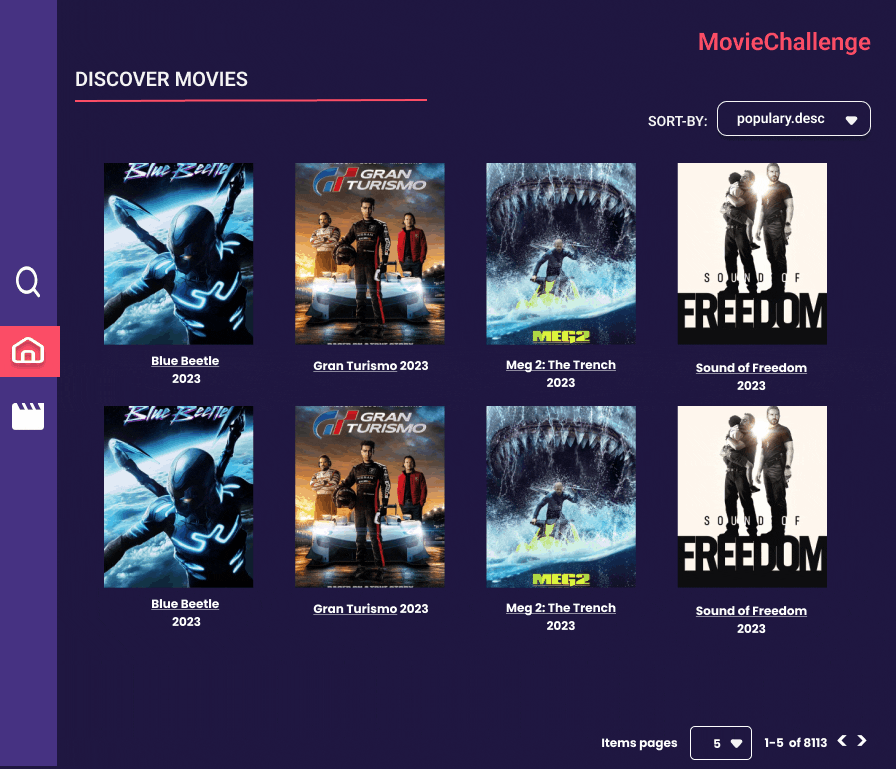 MovieChallenge
DISCOVER MOVIES
SORT-BY: populary.desc
Blue Beetle
GRAN
TURISMO
MEG2
SOUND OF
FREEDOM
Blue Beetle
2023
Gran Turismo 2023
Meg 2: The Trench
2023
Sound of Freedom
2023
Blue Beetle
GRAN
TURISMO
MEG2
SOUND OF
FREEDOM
Blue Beetle
2023
Gran Turismo 2023
Meg 2: The Trench
2023
Sound of Freedom
2023
Items pages 5 1-5 of 8113